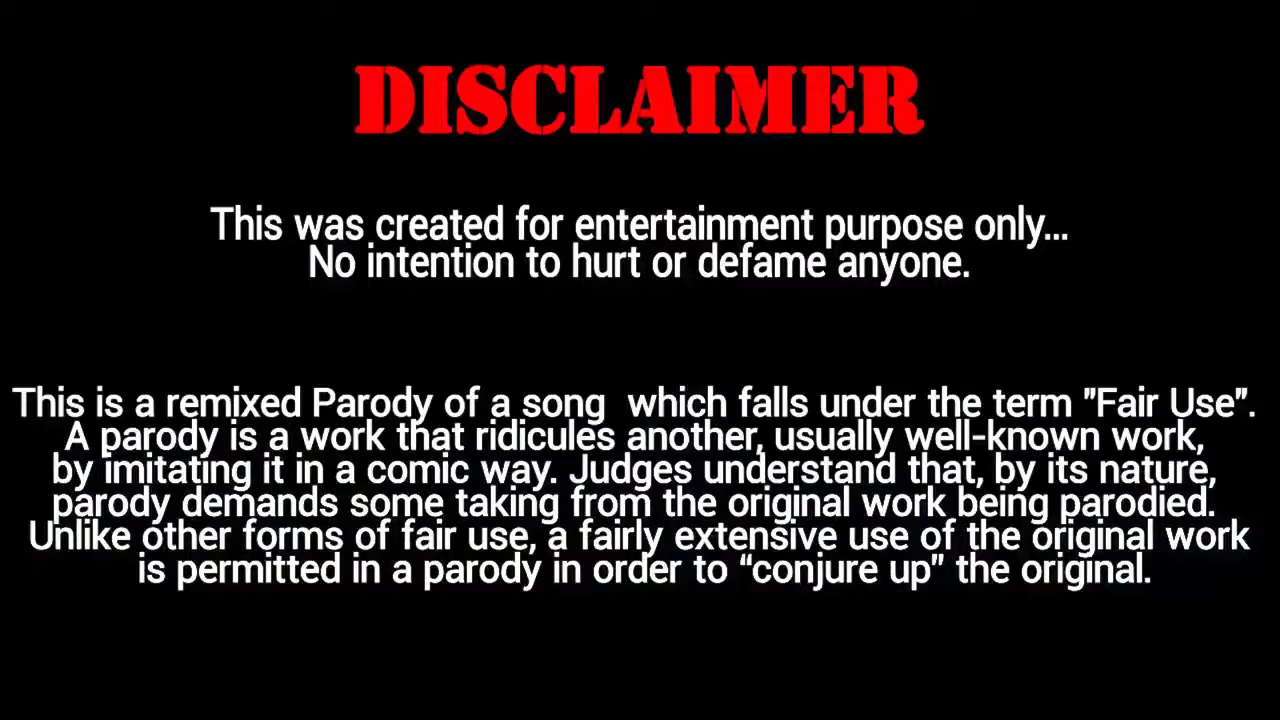 DISCLAIMER
This was created for entertainment purpose only...
No intention to hurt or defame anyone.
This is a remixed Parody of a song  which falls under the term "Fair Use".
A parody is a work that ridicules another, usually well-known work,
by imitating it in a comic way. Judges understand that, by its nature,
parody demands some taking from the original work being parodied.
Unlike other forms of fair use, a fairly extensive use of the original work
is permitted in a parody in order to “conjure up” the original.